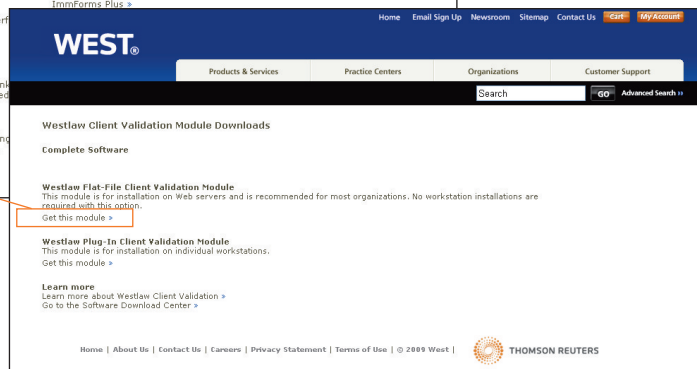 ImmForms Plus »
Home Email Sign Up Newsroom Sitemap Contact Us Cart My Account
WEST®
Products & Services Practice Centers Organizations Customer Support
Search GO Advanced Search »
Westlaw Client Validation Module Downloads
Complete Software
Westlaw Flat-File Client Validation Module
This module is for installation on Web servers and is recommended for most organizations. No workstation installations are
required with this option.
Get this module »
Westlaw Plug-In Client Validation Module
This module is for installation on individual workstations.
Get this module »
Learn more
Learn more about Westlaw Client Validation »
Go to the Software Download Center »
Home | About Us | Contact Us | Careers | Privacy Statement | Terms of Use | © 2009 West |
THOMSON REUTERS